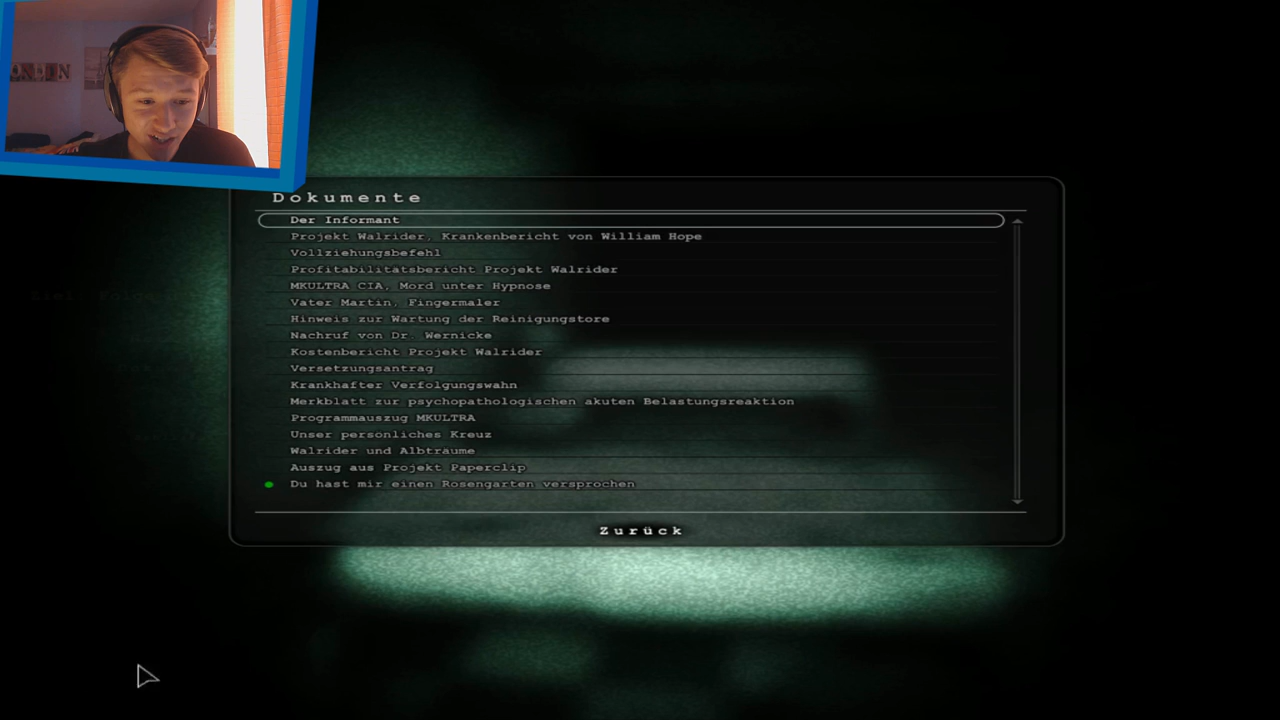 Dokumente
Der Informant
Projekt Walrider, Krankenbericht von William Hope
Vollziehungsbefehl
Profitabilitätsbericht Projekt Walrider
MKULTRA CIA, Mord unter Hypnose
Vater Martin, Fingermaler
Hinweis zur Wartung der Reinigungstore
Nachruf von Dr. Wernicke
Kostenbericht Projekt Walrider
Versetzungsantrag
Krankhafter Verfolgungswahn
Merkblatt zur psychopathologischen akuten Belastungsreaktion
Programmauszug MKULTRA
Unser persönliches Kreuz
Walrider und Albträume
Auszug aus Projekt Paperclip
Du hast mir einen Rosengarten versprochen
Zurück